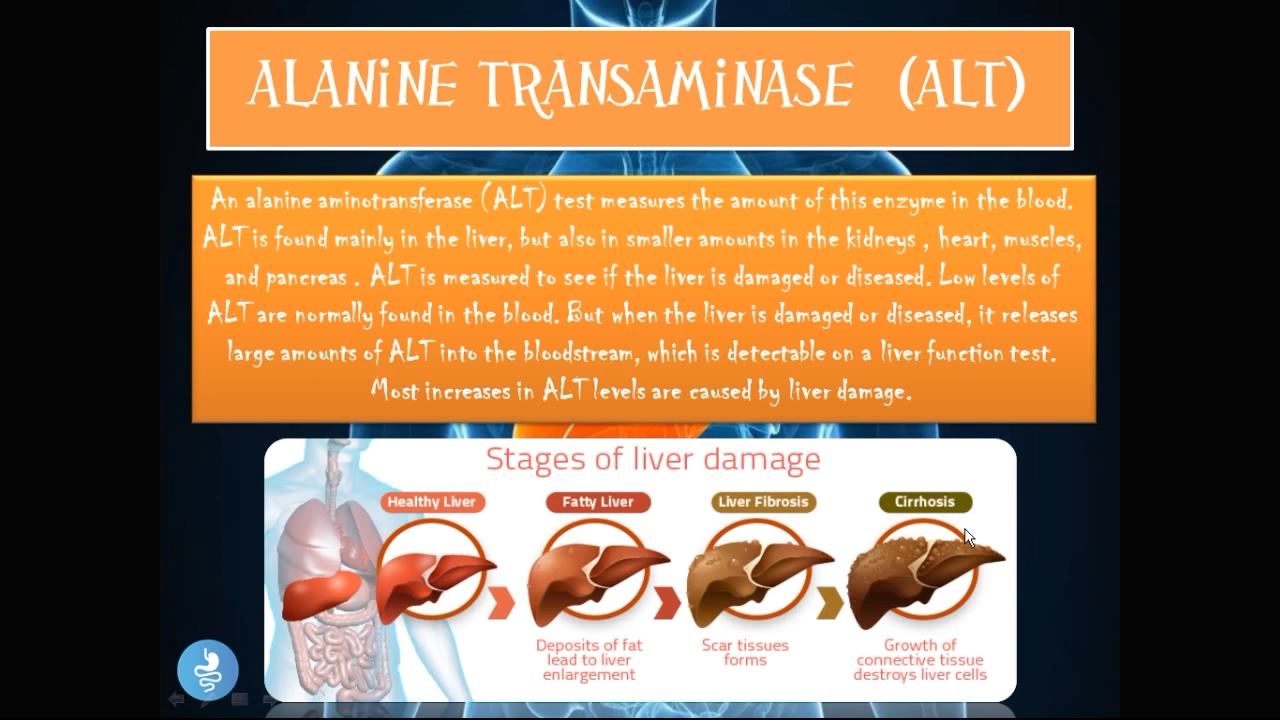 ALANINE TRANSAMINASE (ALT)
An alanine aminotransferase (ALT) test measures the amount of this enzyme in the blood.
ALT is found mainly in the liver, but also in smaller amounts in the kidneys , heart, muscles,
and pancreas . ALT is measured to see if the liver is damaged or diseased. Low levels of
ALT are normally found in the blood. But when the liver is damaged or diseased, it releases
large amounts of ALT into the bloodstream, which is detectable on a liver function test.
Most increases in ALT levels are caused by liver damage.
Stages of liver damage
Healthy Liver
Fatty Liver
Liver Fibrosis
Cirrhosis
Deposits of fat
lead to liver
enlargement
Scar tissues
forms
Growth of
connective tissue
destroys liver cells